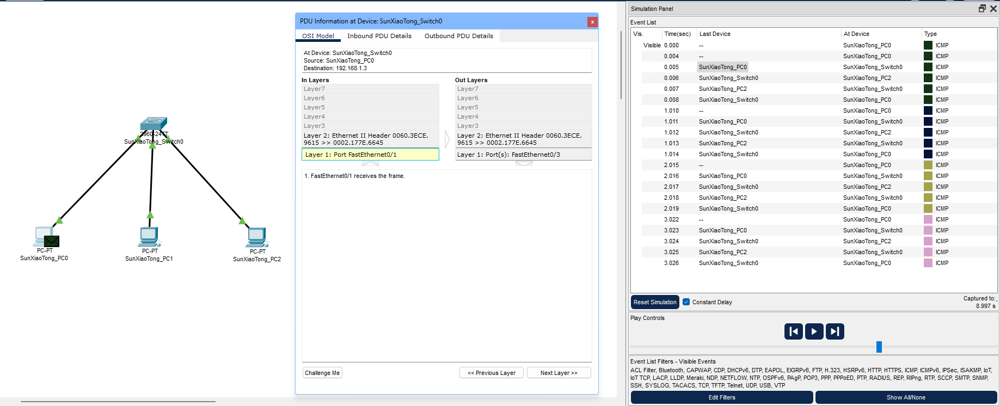 2960-24TT
SunXiaoTong_Switch0
PC-PT
SunXiaoTong_PC0
PC-PT
SunXiaoTong_PC1
PC-PT
SunXiaoTong_PC2
PDU Information at Device: SunXiaoTong_Switch0
OSI Model Inbound PDU Details Outbound PDU Details
At Device: SunXiaoTong_Switch0
Source: SunXiaoTong_PC0
Destination: 192.168.1.3
In Layers
Layer7
Layer6
Layer5
Layer4
Layer3
Layer 2: Ethernet II Header 0060.3ECE.
9615 >> 0002.177E.6645
Layer 1: Port FastEthernet0/1
Out Layers
Layer7
Layer6
Layer5
Layer4
Layer3
Layer 2: Ethernet II Header 0060.3ECE.
9615 >> 0002.177E.6645
Layer 1: Port(s): FastEthernet0/3
1. FastEthernet0/1 receives the frame.
Challenge Me << Previous Layer Next Layer >>
Simulation Panel
Event List
Vis. Time(sec) Last Device At Device Type
Visible 0.000 -- SunXiaoTong_PC0 ICMP
0.004 -- SunXiaoTong_PC0 ICMP
0.005 SunXiaoTong_PC0 SunXiaoTong_Switch0 ICMP
0.006 SunXiaoTong_Switch0 SunXiaoTong_PC2 ICMP
0.007 SunXiaoTong_PC2 SunXiaoTong_Switch0 ICMP
0.008 SunXiaoTong_Switch0 SunXiaoTong_PC0 ICMP
1.010 -- SunXiaoTong_PC0 ICMP
1.011 SunXiaoTong_PC0 SunXiaoTong_Switch0 ICMP
1.012 SunXiaoTong_Switch0 SunXiaoTong_PC2 ICMP
1.013 SunXiaoTong_PC2 SunXiaoTong_Switch0 ICMP
1.014 SunXiaoTong_Switch0 SunXiaoTong_PC0 ICMP
2.015 -- SunXiaoTong_PC0 ICMP
2.016 SunXiaoTong_PC0 SunXiaoTong_Switch0 ICMP
2.017 SunXiaoTong_Switch0 SunXiaoTong_PC2 ICMP
2.018 SunXiaoTong_PC2 SunXiaoTong_Switch0 ICMP
2.019 SunXiaoTong_Switch0 SunXiaoTong_PC0 ICMP
3.022 -- SunXiaoTong_PC0 ICMP
3.023 SunXiaoTong_PC0 SunXiaoTong_Switch0 ICMP
3.024 SunXiaoTong_Switch0 SunXiaoTong_PC2 ICMP
3.025 SunXiaoTong_PC2 SunXiaoTong_Switch0 ICMP
3.026 SunXiaoTong_Switch0 SunXiaoTong_PC0 ICMP
Reset Simulation Constant Delay
Captured to:
8.997 s
Play Controls
Event List Filters - Visible Events
ACL Filter, Bluetooth, CAPWAP, CDP, DHCPv6, DTP, EAPOL, EIGRPv6, FTP, H.323, HSRPv6, HTTP, HTTPS, ICMP, ICMPv6, IPSec, ISAKMP, IoT,
IoT TCP, LACP, LLDP, Meraki, NDP, NETFLOW, NTP, OSPFv6, PAgP, POP3, PPP, PPPoED, PTP, RADIUS, REP, RIPng, RTP, SCCP, SMTP, SNMP,
SSH, SYSLOG, TACACS, TCP, TFTP, Telnet, UDP, USB, VTP
Edit Filters Show All/None